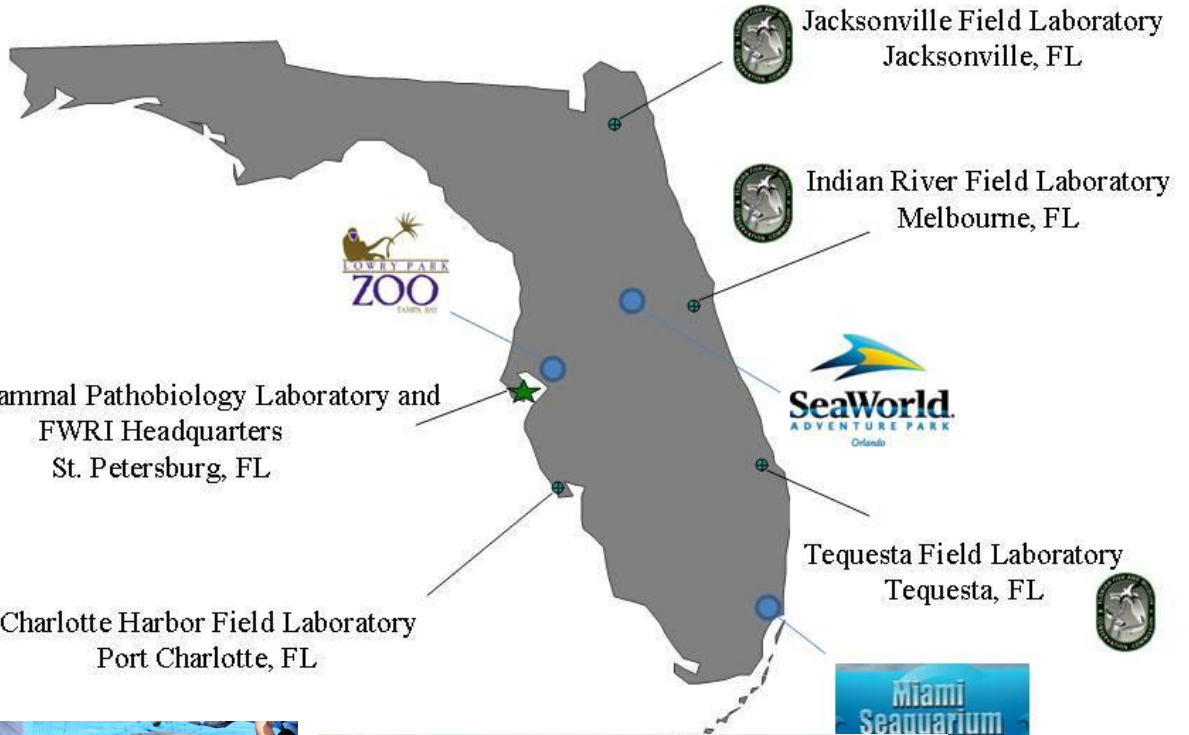 Jacksonville Field Laboratory
Jacksonville, FL
Indian River Field Laboratory
Melbourne, FL
LOWRY PARK
ZOO
TAMPA BAY
SeaWorld.
ADVENTURE PARK
Orlando
ammal Pathobiology Laboratory and
FWRI Headquarters
St. Petersburg, FL
Tequesta Field Laboratory
Tequesta, FL
Charlotte Harbor Field Laboratory
Port Charlotte, FL
Miami
Seaquarium